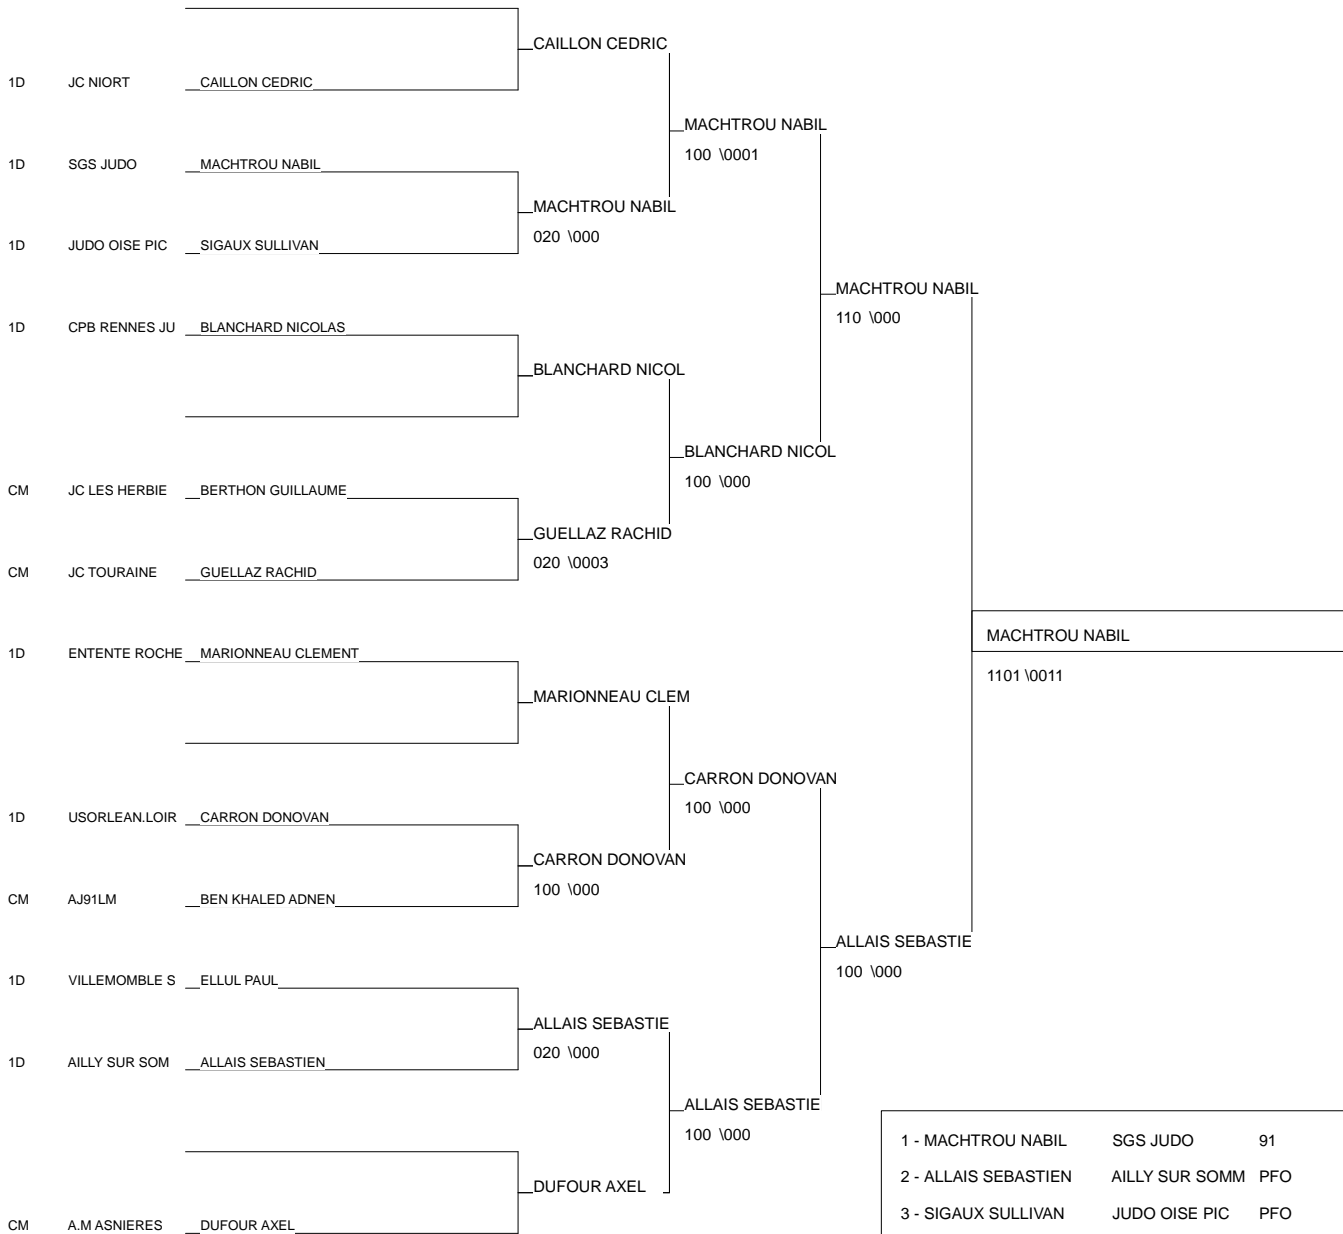 CAILLON CEDRIC
1D JC NIORT CAILLON CEDRIC
MACHTROU NABIL
100 \0001
1D SGS JUDO MACHTROU NABIL
MACHTROU NABIL
020 \000
1D JUDO OISE PIC SIGAUX SULLIVAN
MACHTROU NABIL
110 \000
1D CPB RENNES JU BLANCHARD NICOLAS
BLANCHARD NICOL
BLANCHARD NICOL
100 \000
CM JC LES HERBIE BERTHON GUILLAUME
GUELLAZ RACHID
020 \0003
CM JC TOURAINE GUELLAZ RACHID
MACHTROU NABIL
1101 \0011
1D ENTENTE ROCHE MARIONNEAU CLEMENT
MARIONNEAU CLEM
CARRON DONOVAN
100 \000
1D USORLEAN.LOIR CARRON DONOVAN
CARRON DONOVAN
100 \000
CM AJ91LM BEN KHALED ADNEN
ALLAIS SEBASTIE
100 \000
1D VILLEMOMBLE S ELLUL PAUL
ALLAIS SEBASTIE
020 \000
1D AILLY SUR SOM ALLAIS SEBASTIEN
ALLAIS SEBASTIE
100 \000
DUFOUR AXEL
CM A.M ASNIERES DUFOUR AXEL
1 - MACHTROU NABIL SGS JUDO 91
2 - ALLAIS SEBASTIEN AILLY SUR SOMM PFO
3 - SIGAUX SULLIVAN JUDO OISE PIC PFO